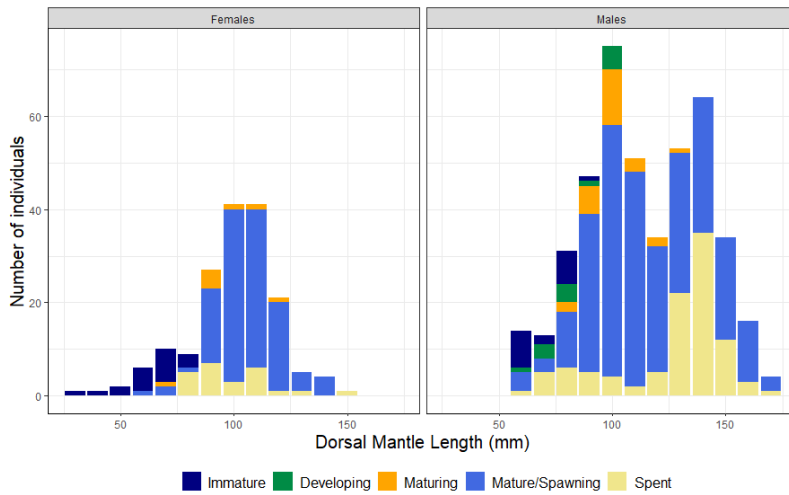 Females Males
Number of individuals
60
40
20
0
50 100 150 50 100 150
Dorsal Mantle Length (mm)
Immature Developing Maturing Mature/Spawning Spent